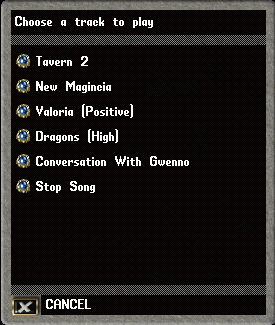 Choose a track to play
Tavern 2
New Magincia
Valoria (Positive)
Dragons (High)
Conversation With Gwenno
Stop Song
CANCEL